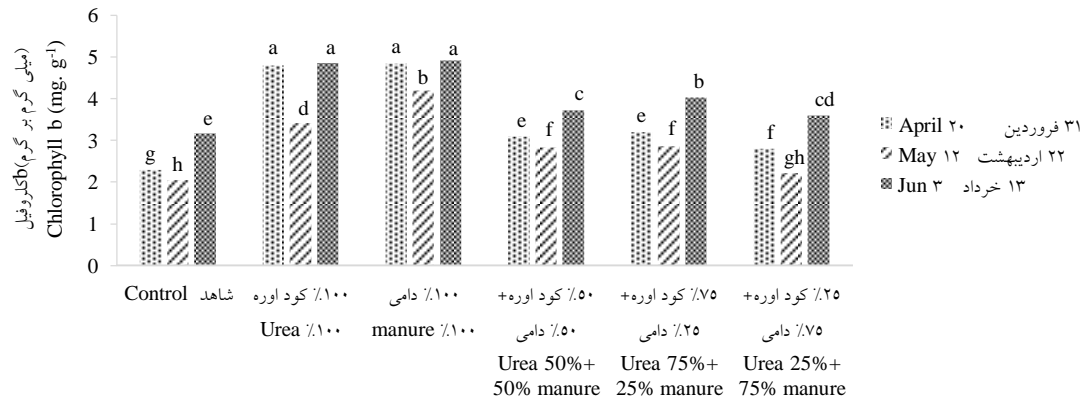 کلروفیلb(میلی گرم بر گرم)
Chlorophyll b (mg. g-1)
6
5
4
3
2
1
0
g
h
e
a
d
a
a
b
a
e
f
c
e
f
b
f
gh
cd
April ۲۰ ۳۱ فروردین
May ۱۲ ۲۲ اردیبهشت
Jun ۳ ۱۳ خرداد
Control شاهد
۱۰۰٪ کود اوره
Urea ٪۱۰۰
۱۰۰٪ دامی
manure ٪۱۰۰
۵۰٪ کود اوره+
۵۰٪ دامی
Urea 50%+
50% manure
۷۵٪ کود اوره+
۲۵٪ دامی
Urea 75%+
25% manure
۲۵٪ کود اوره+
۷۵٪ دامی
Urea 25%+
75% manure